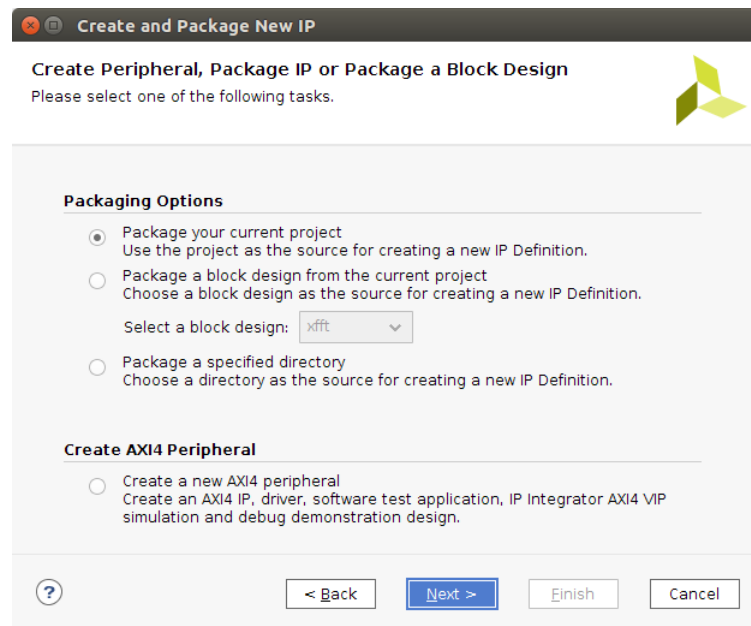 Create and Package New IP
Create Peripheral, Package IP or Package a Block Design
Please select one of the following tasks.
Packaging Options
Package your current project
Use the project as the source for creating a new IP Definition.
Package a block design from the current project
Choose a block design as the source for creating a new IP Definition.
Select a block design: xfft
Package a specified directory
Choose a directory as the source for creating a new IP Definition.
Create AXI4 Peripheral
Create a new AXI4 peripheral
Create an AXI4 IP, driver, software test application, IP Integrator AXI4 VIP
simulation and debug demonstration design.
? < Back Next > Finish Cancel